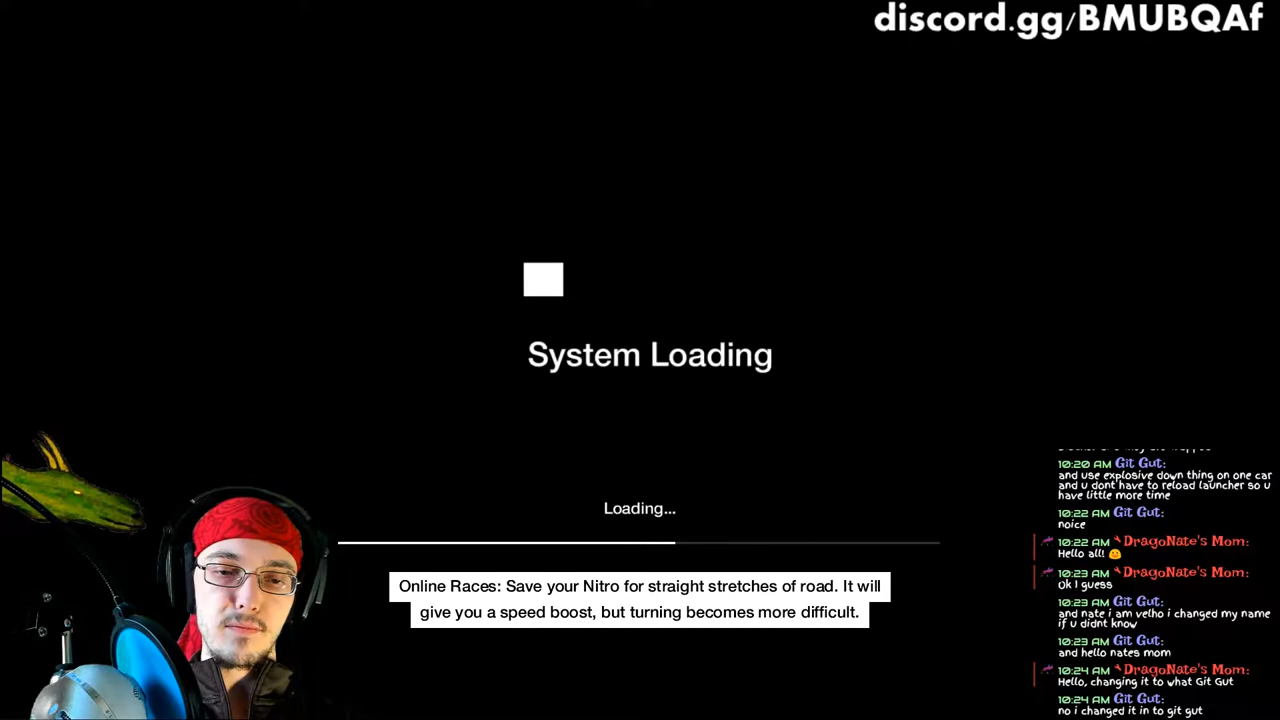 discord.gg/BMUBQAf
System Loading
Loading...
Online Races: Save your Nitro for straight stretches of road. It will
give you a speed boost, but turning becomes more difficult.
10:20 AM Git Gut:
and use explosive down thing on one car
and u dont have to reload launcher so u
have little more time
10:22 AM Git Gut:
noice
10:22 AM DragoNate's Mom:
Hello all!
10:23 AM DragoNate's Mom:
Ok I guess
10:23 AM Git Gut:
and nate i am velho i changed my name
if u didnt know
10:23 AM Git Gut:
and hello nates mom
10:24 AM DragoNate's Mom:
Hello, changing it to what Git Gut
10:24 AM Git Gut:
no i changed it in to git gut